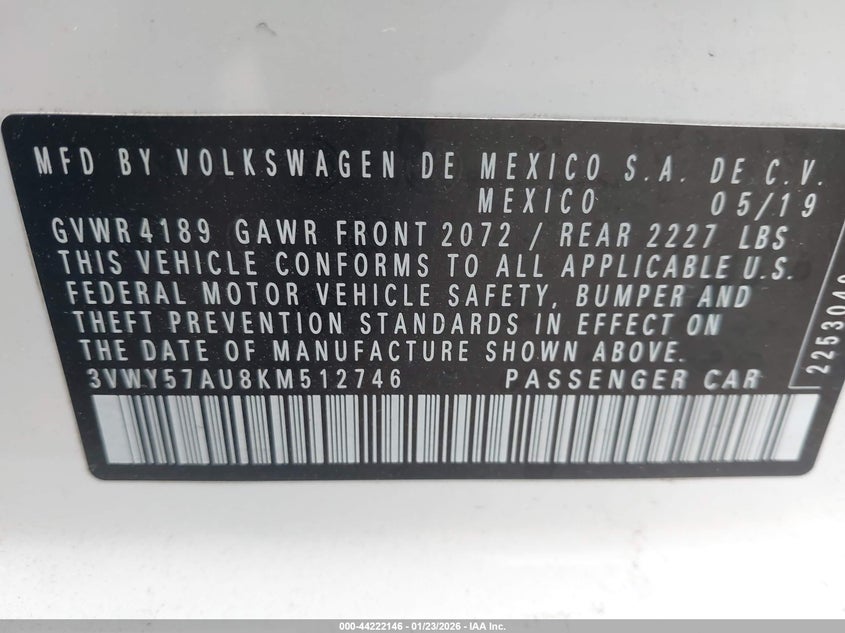 MFD BY VOLKSWAGEN DE MEXICO S.A. DE C.V.
MEXICO 05/19
GVWR 4189 GAWR FRONT 2072 / REAR 2227 LBS
THIS VEHICLE CONFORMS TO ALL APPLICABLE U.S.
FEDERAL MOTOR VEHICLE SAFETY, BUMPER AND
THEFT PREVENTION STANDARDS IN EFFECT ON
THE DATE OF MANUFACTURE SHOWN ABOVE.
3VWY57AU8KM512746 PASSENGER CAR
000-44222146 - 01/23/2026 - IAA Inc.